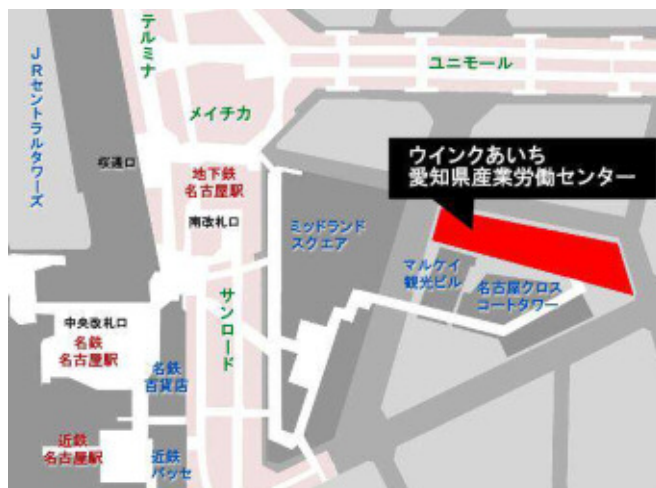 テルミナ
JRセントラルタワーズ
ユニモール
メイチカ
桜通口
地下鉄
名古屋駅
南改札口
ウインクあいち
愛知県産業労働センター
ミッドランド
スクエア
マルケイ
観光ビル
名古屋クロス
コートタワー
サンロード
中央改札口
名鉄
名古屋駅
名鉄
百貨店
近鉄
名古屋駅
近鉄
パッセ